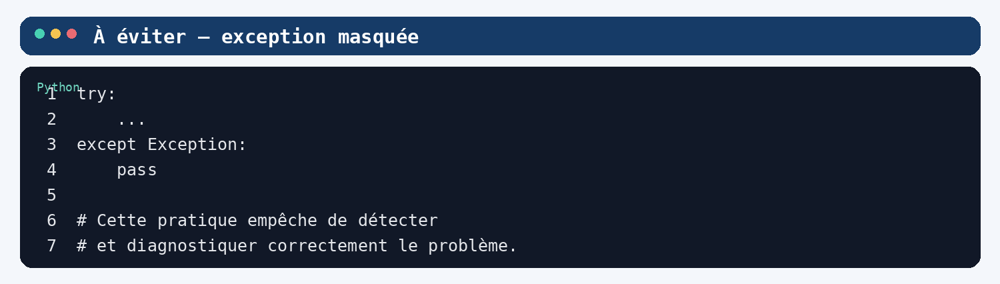 À éviter — exception masquée
Python
1 try:
2     ...
3 except Exception:
4     pass
5
6 # Cette pratique empêche de détecter
7 # et diagnostiquer correctement le problème.